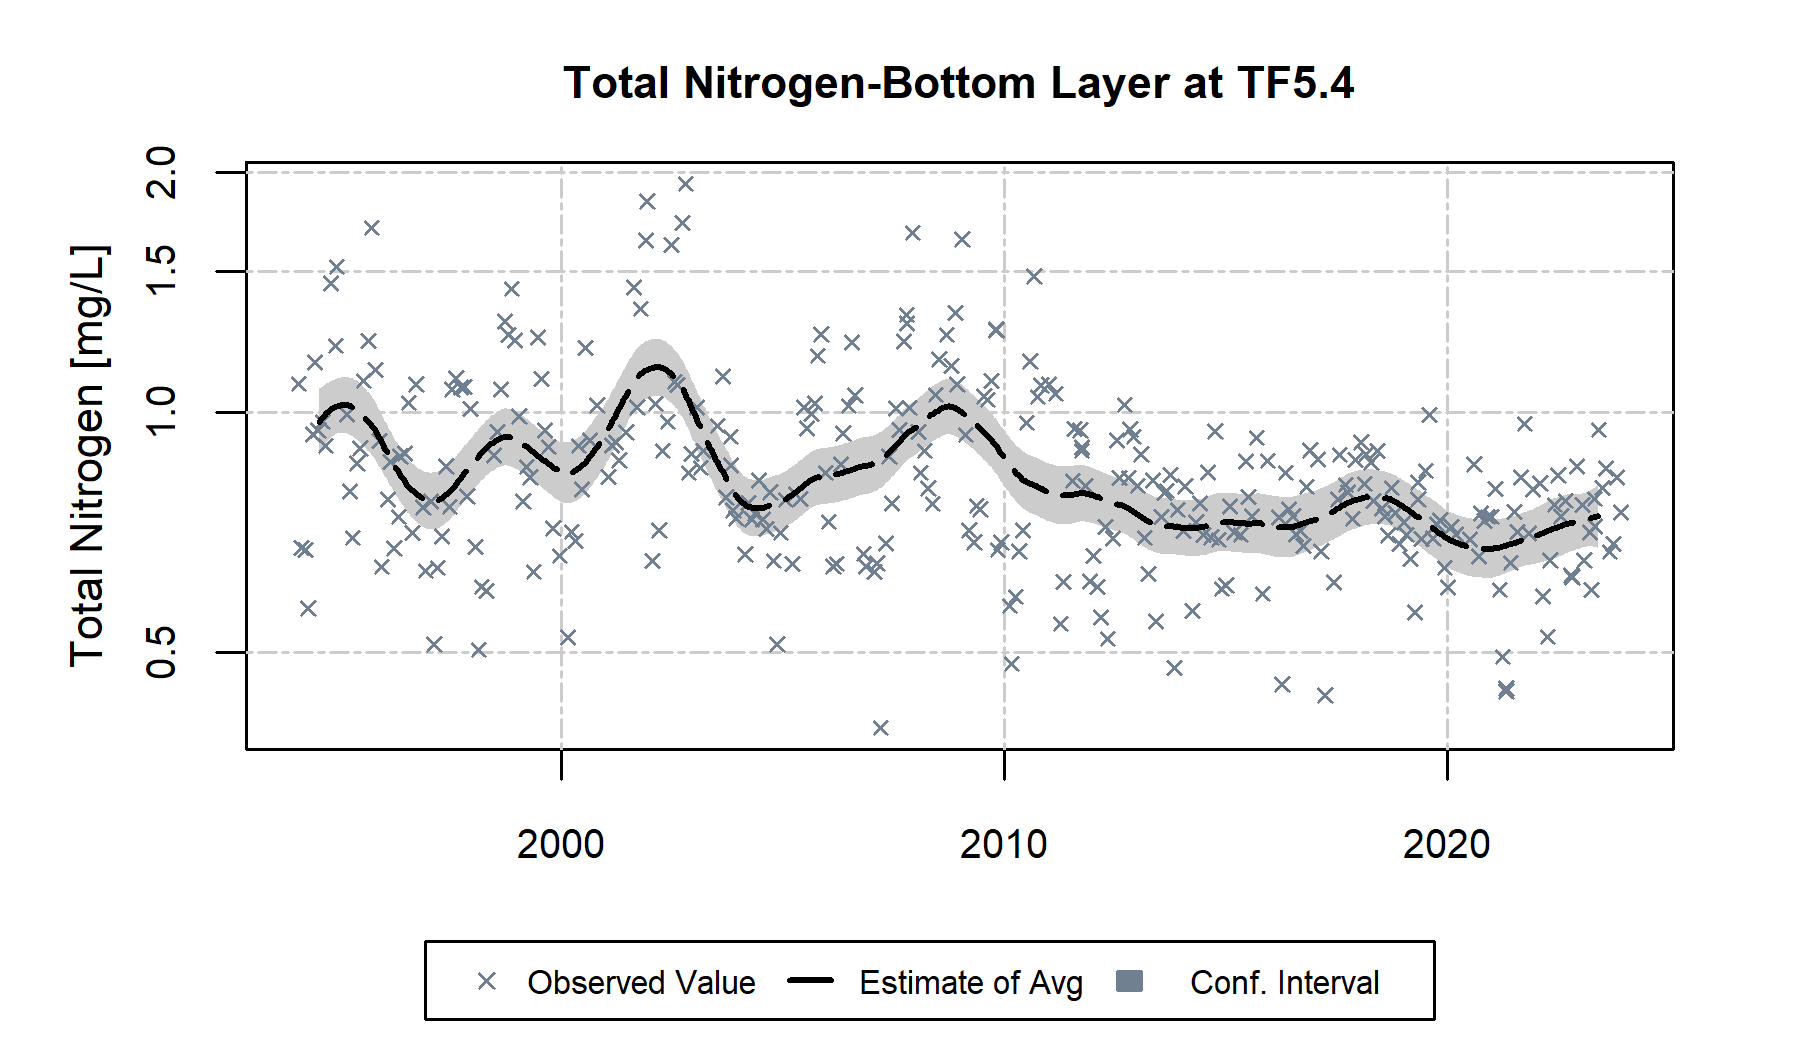 Total Nitrogen-Bottom Layer at TF5.4
Total Nitrogen [mg/L]
2.0
1.5
1.0
0.5
2000 2010 2020
Observed Value Estimate of Avg Conf. Interval